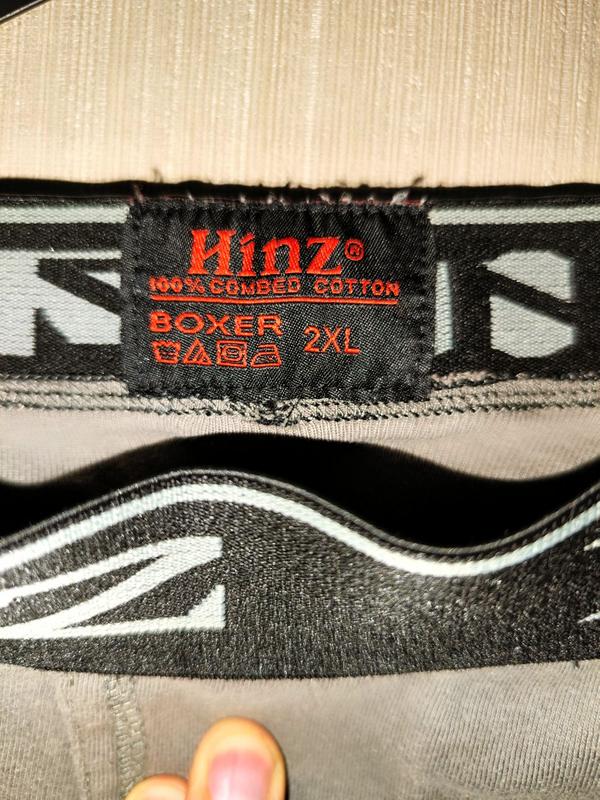 Hinz®
100% COMBED COTTON
BOXER 2XL
Z